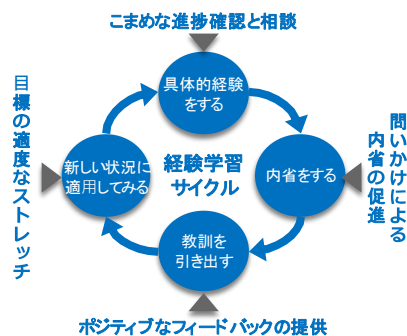 こまめな進捗確認と相談
具体的経験
をする
目標の適度なストレッチ
新しい状況に
適用してみる
経験学習
サイクル
内省をする
問いかけによる
内省の促進
教訓を
引き出す
ポジティブなフィードバックの提供